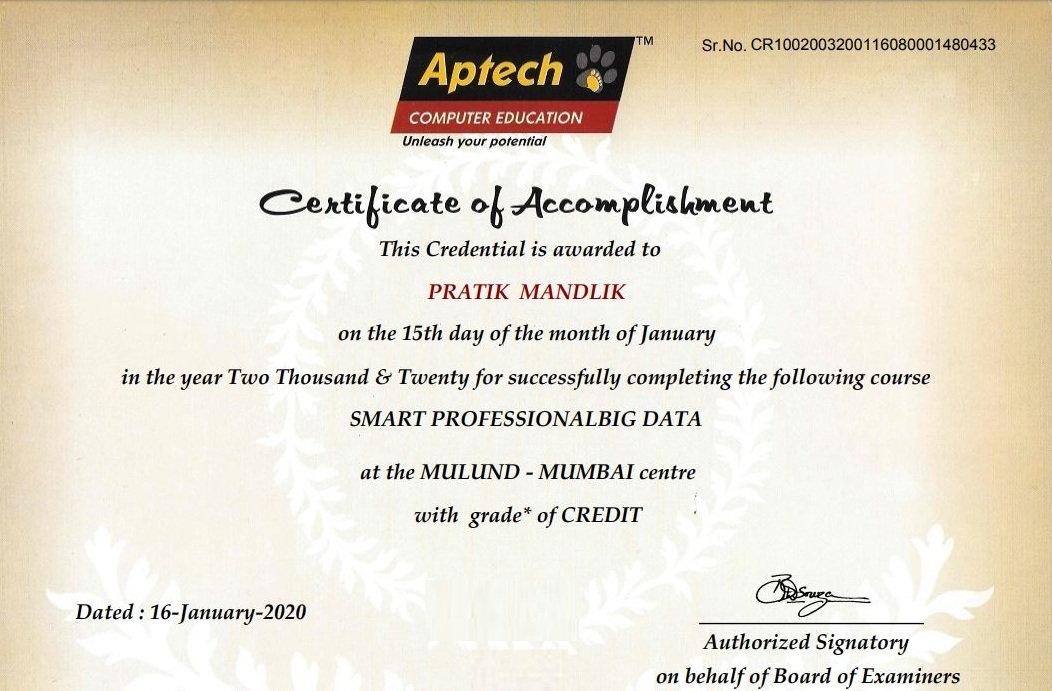 Sr.No. CR1002003200116080001480433
Aptech TM
COMPUTER EDUCATION
Unleash your potential
Certificate of Accomplishment
This Credential is awarded to
PRATIK MANDLIK
on the 15th day of the month of January
in the year Two Thousand & Twenty for successfully completing the following course
SMART PROFESSIONALBIG DATA
at the MULUND - MUMBAI centre
with grade* of CREDIT
Dated : 16-January-2020
Authorized Signatory
on behalf of Board of Examiners